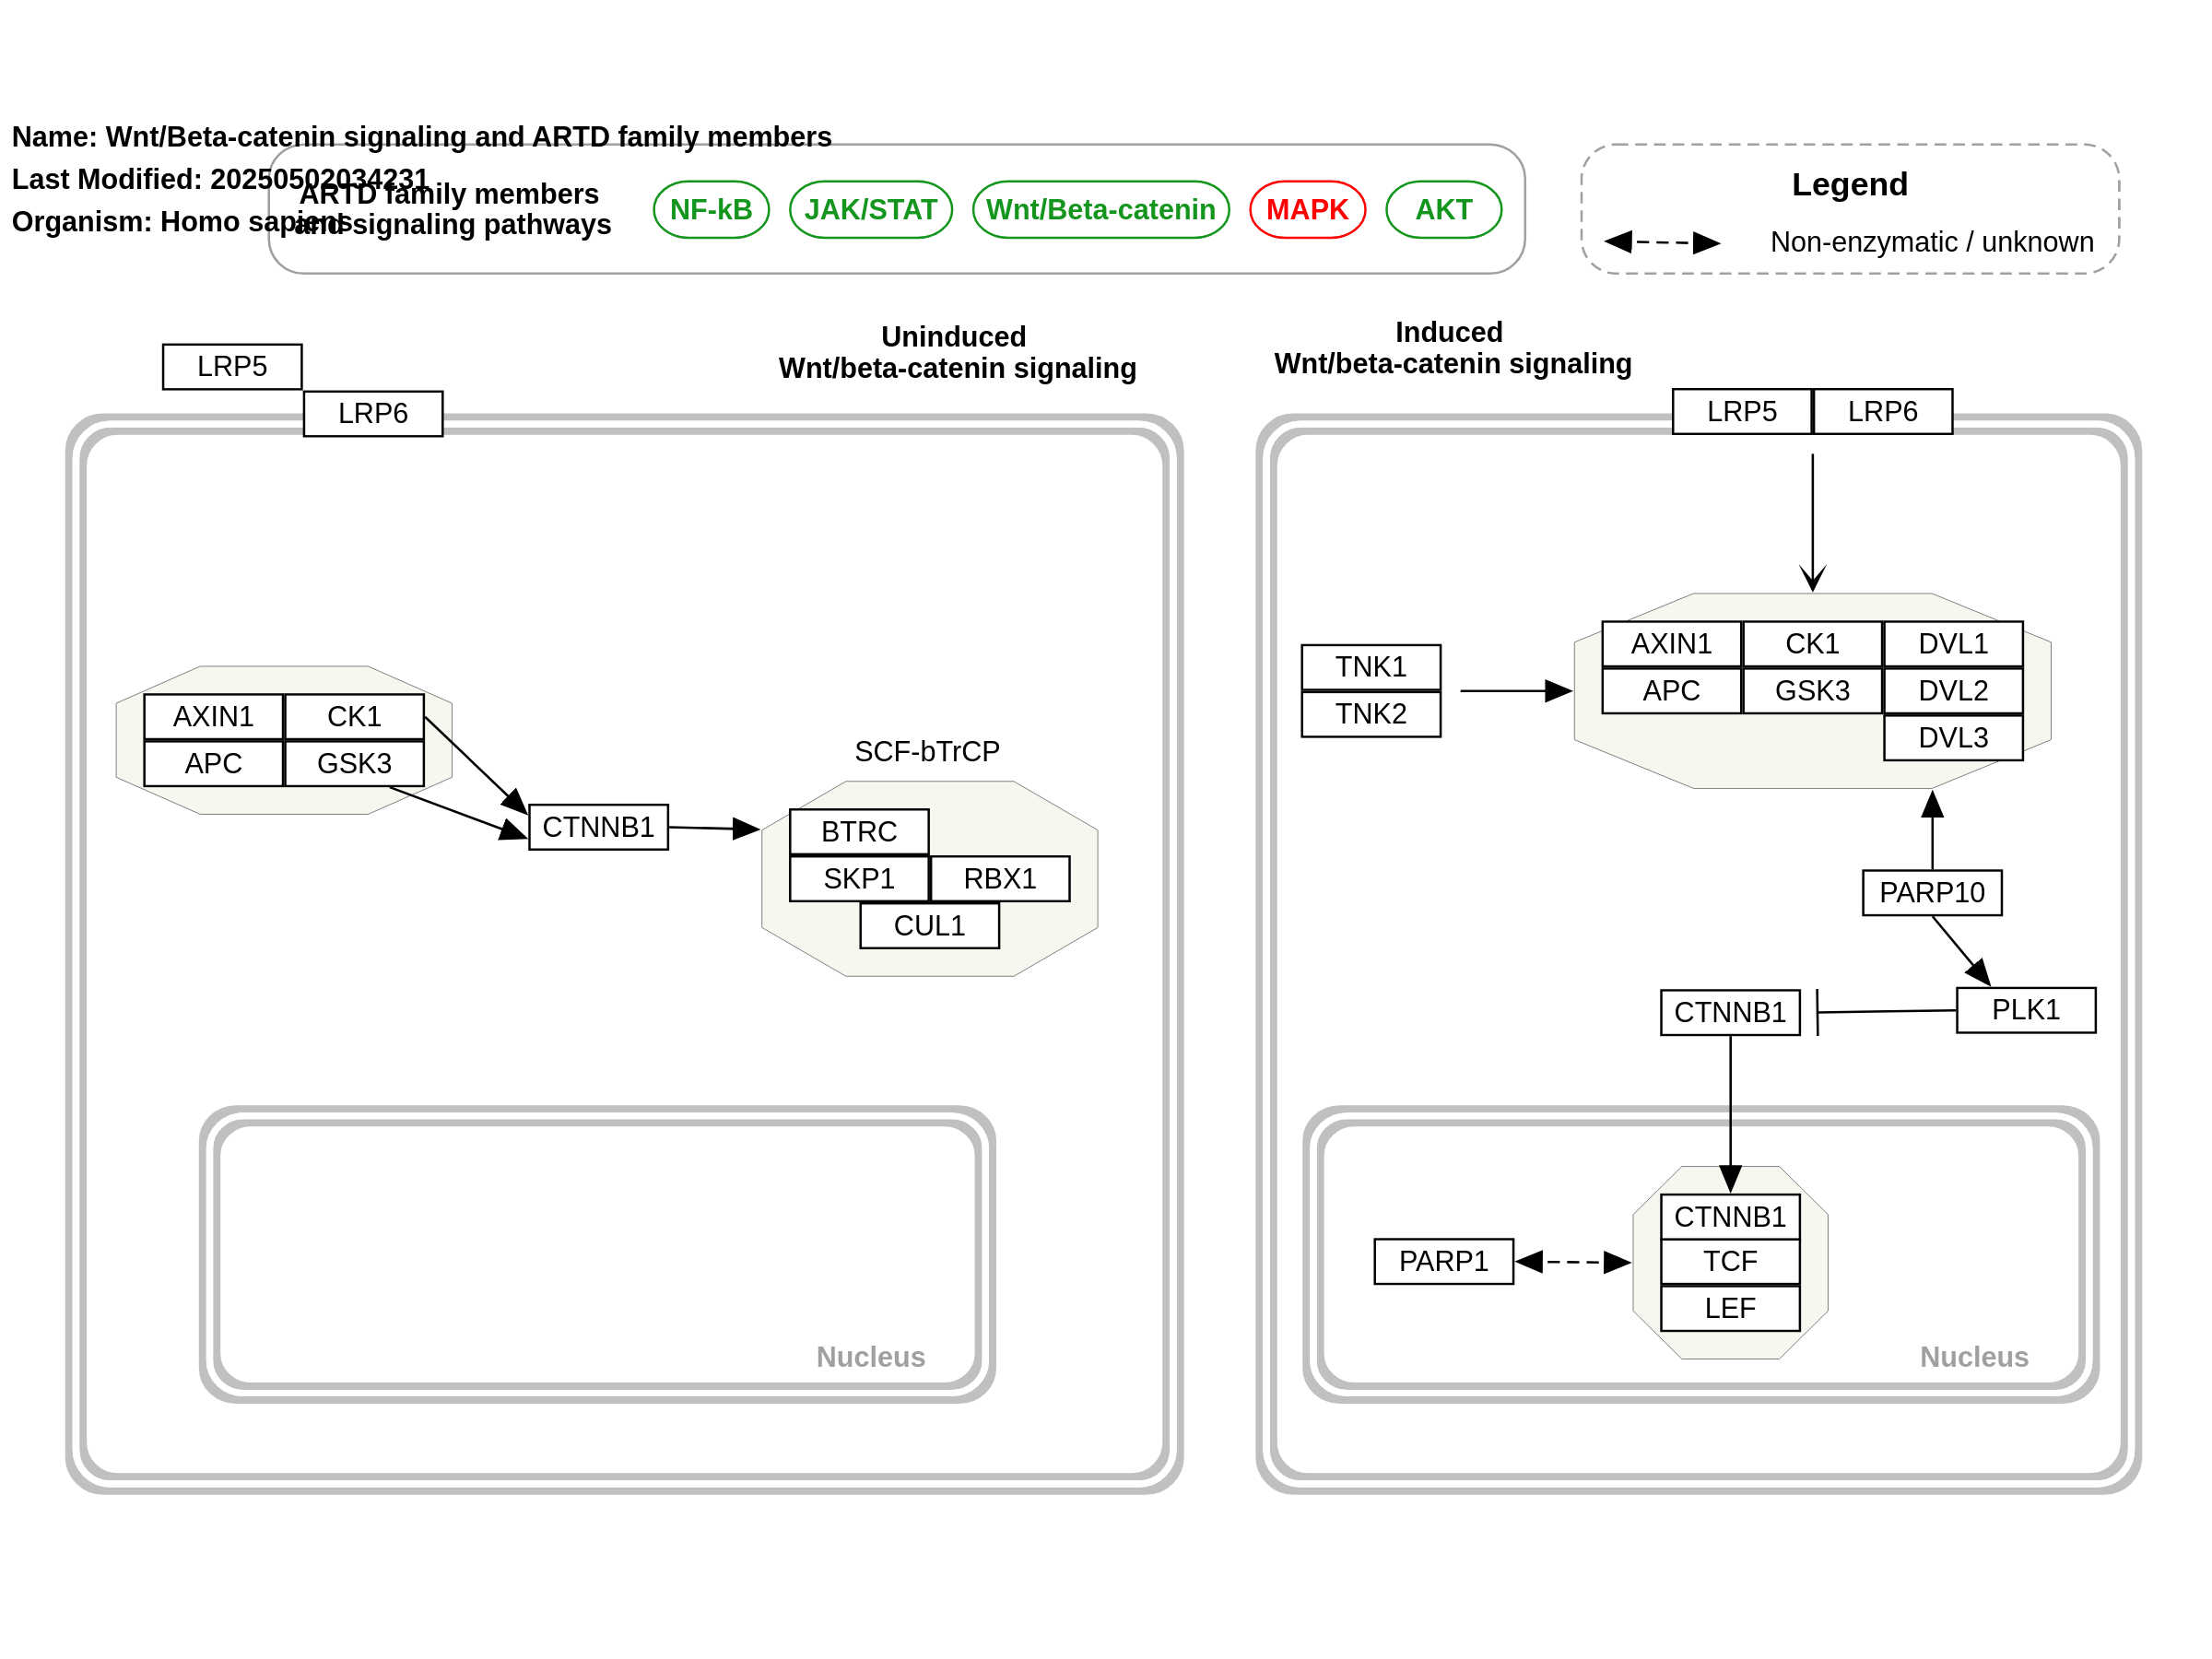 Name: Wnt/Beta-catenin signaling and ARTD family members
Last Modified: 20250502034231
Organism: Homo sapiens
ARTD family members
and signaling pathways
NF-kB
JAK/STAT
Wnt/Beta-catenin
MAPK
AKT
Legend
Non-enzymatic / unknown
Uninduced
Wnt/beta-catenin signaling
LRP5
LRP6
AXIN1
CK1
APC
GSK3
CTNNB1
SCF-bTrCP
BTRC
SKP1
RBX1
CUL1
Nucleus
Induced
Wnt/beta-catenin signaling
LRP5
LRP6
TNK1
TNK2
AXIN1
CK1
DVL1
APC
GSK3
DVL2
DVL3
PARP10
CTNNB1
PLK1
PARP1
CTNNB1
TCF
LEF
Nucleus